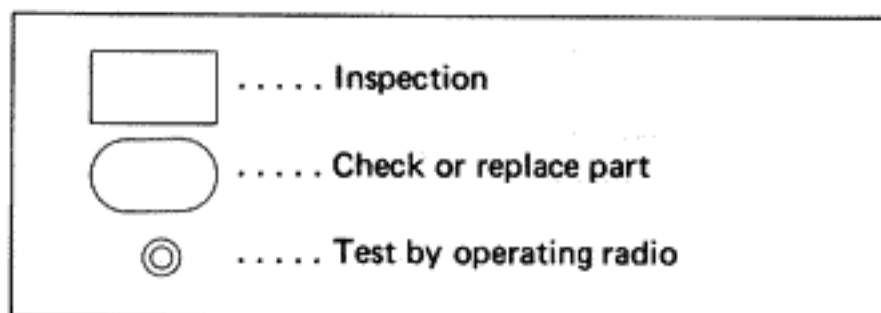 ..... Inspection
..... Check or replace part
..... Test by operating radio